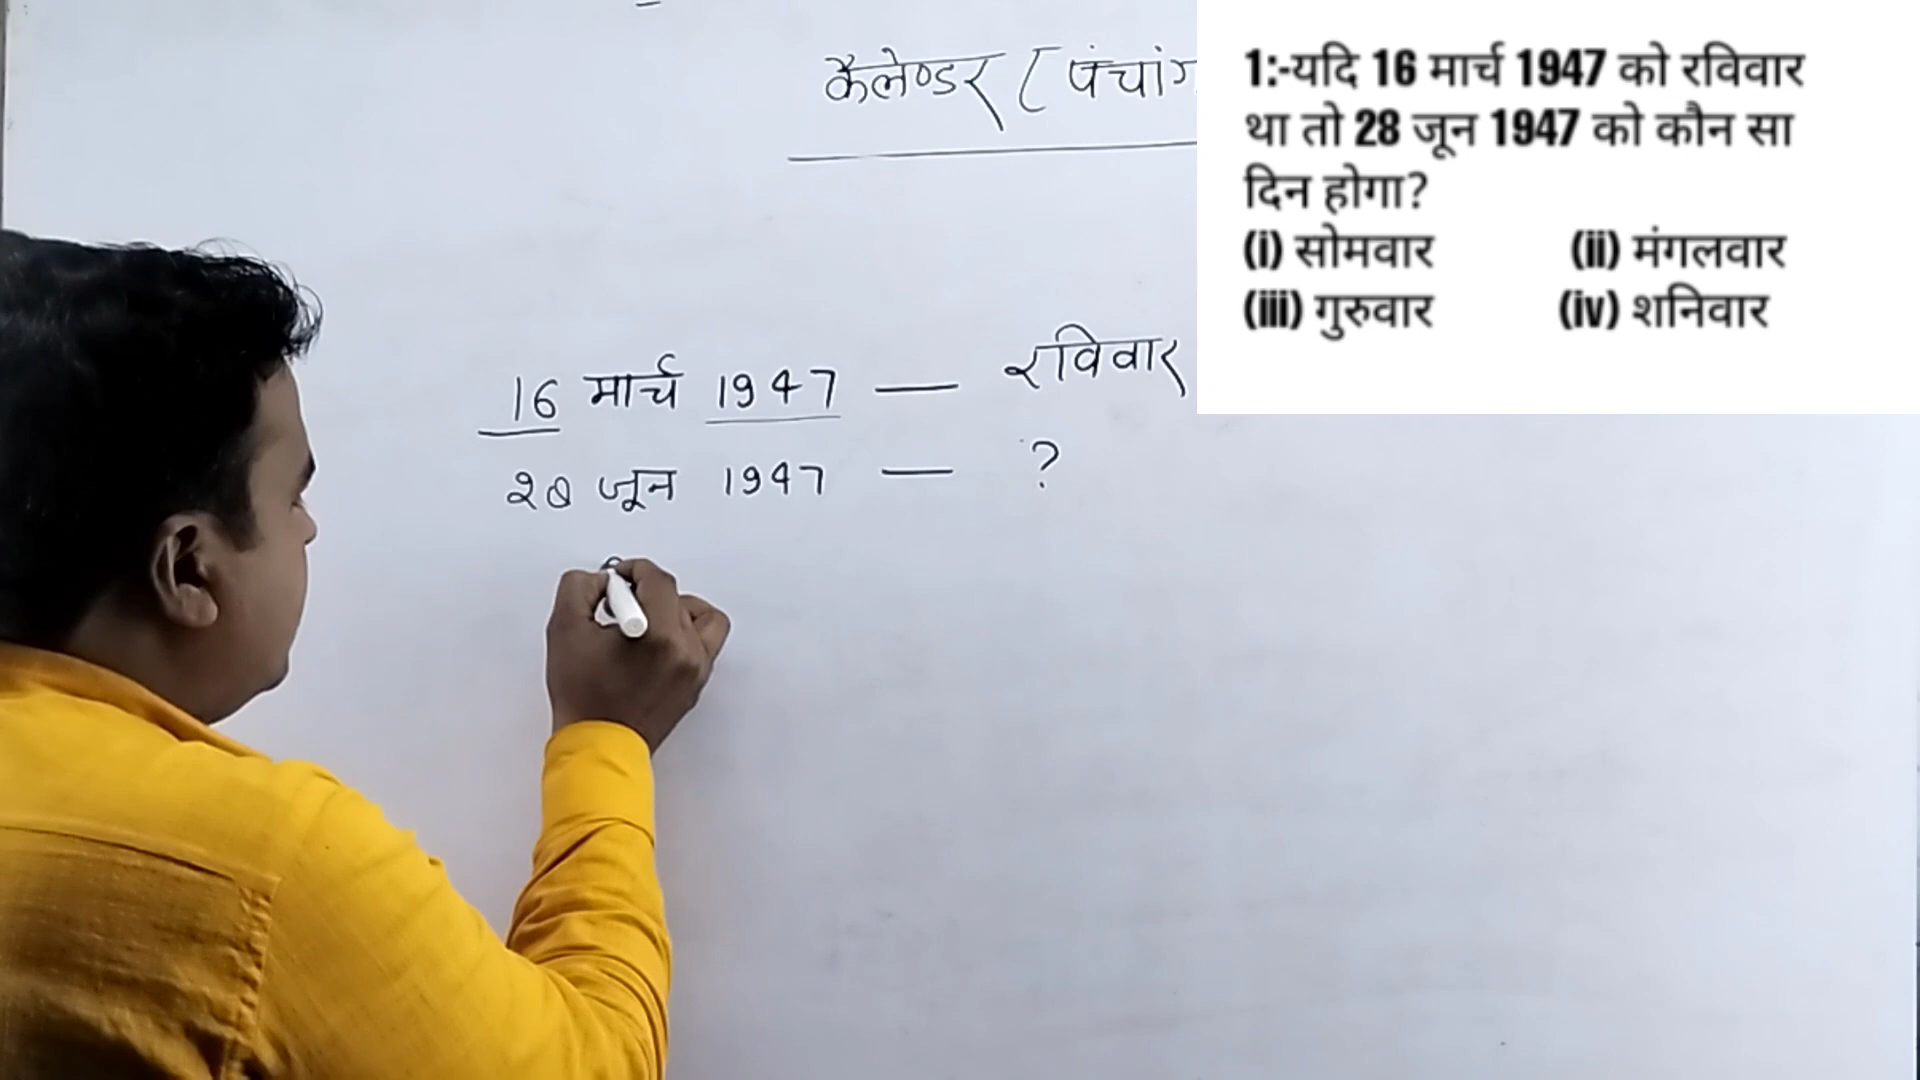 कैलेण्डर (पंचांग
1:-यदि 16 मार्च 1947 को रविवार
था तो 28 जून 1947 को कौन सा
दिन होगा?
(i) सोमवार (ii) मंगलवार
(iii) गुरुवार (iv) शनिवार
16 मार्च 1947 — रविवार
28 जून 1947 — ?